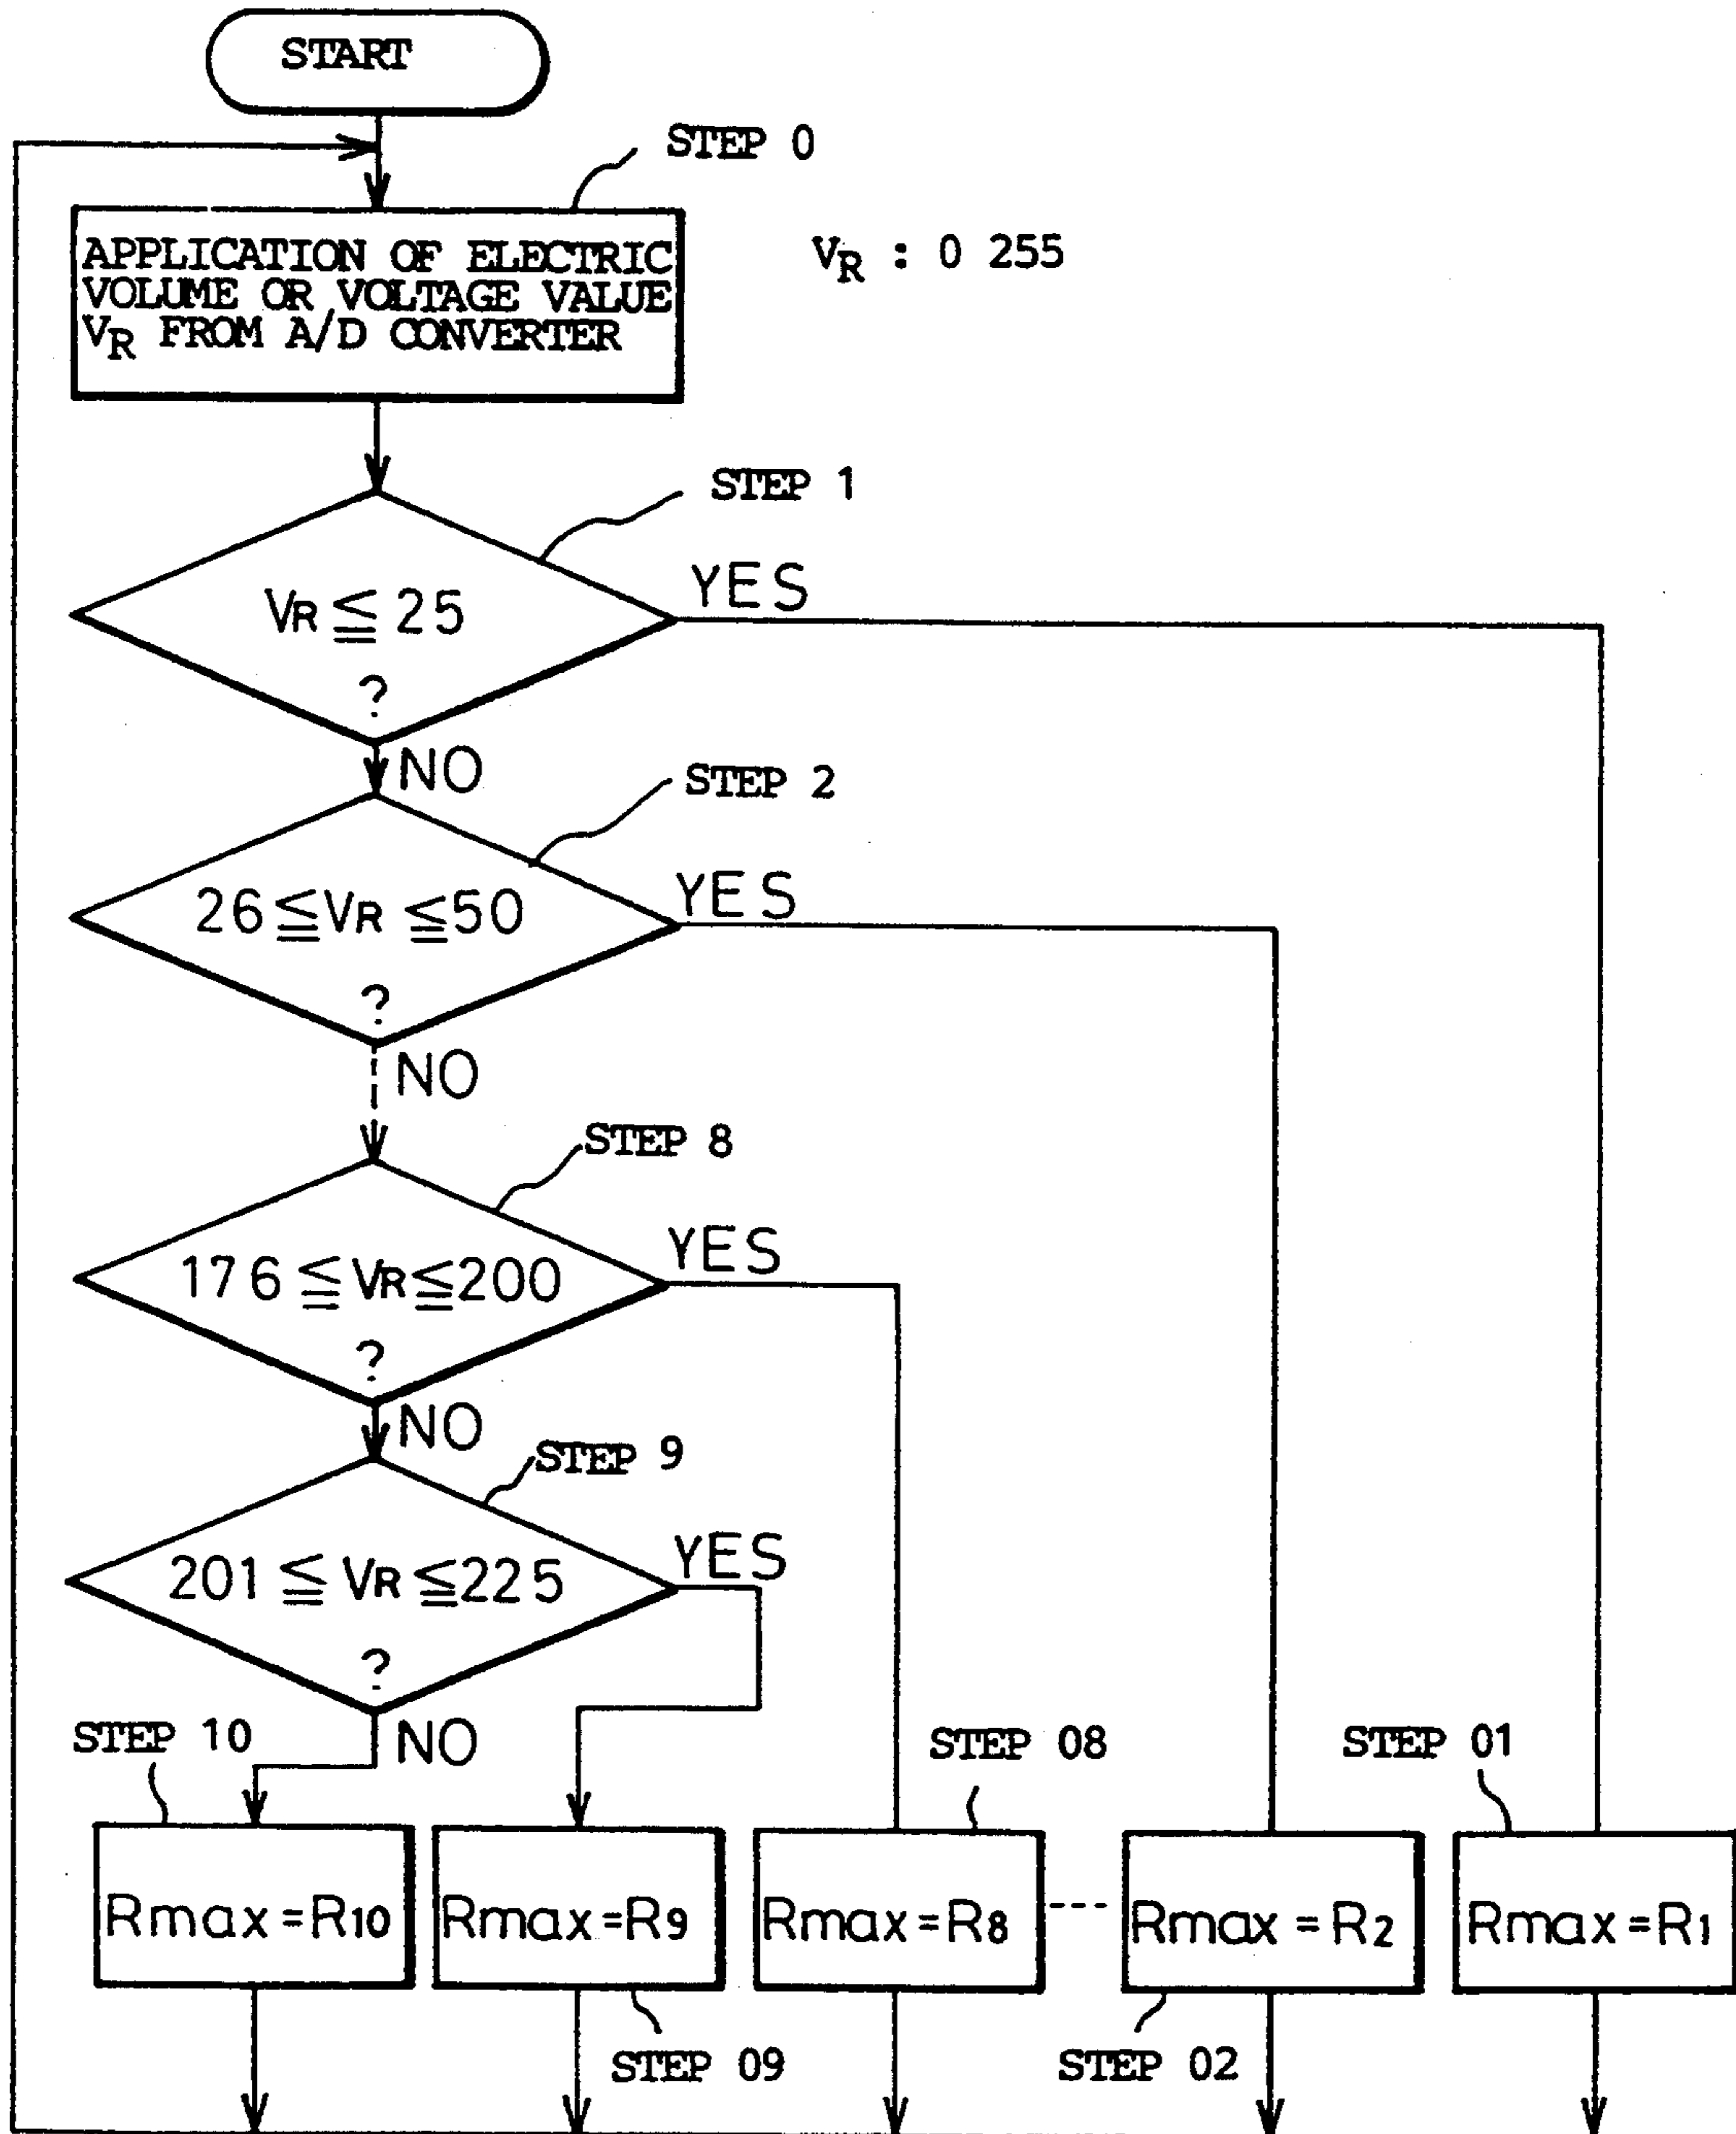 START
STEP 0
APPLICATION OF ELECTRIC
VOLUME OR VOLTAGE VALUE
VR FROM A/D CONVERTER
VR : 0 255
STEP 1
VR ≦ 25
?
YES
NO
STEP 2
26 ≦ VR ≦ 50
?
YES
NO
STEP 8
176 ≦ VR ≦ 200
?
YES
NO
STEP 9
201 ≦ VR ≦ 225
?
YES
NO
STEP 10
STEP 08
STEP 01
Rmax = R10
Rmax = R9
Rmax = R8
Rmax = R2
Rmax = R1
STEP 09
STEP 02